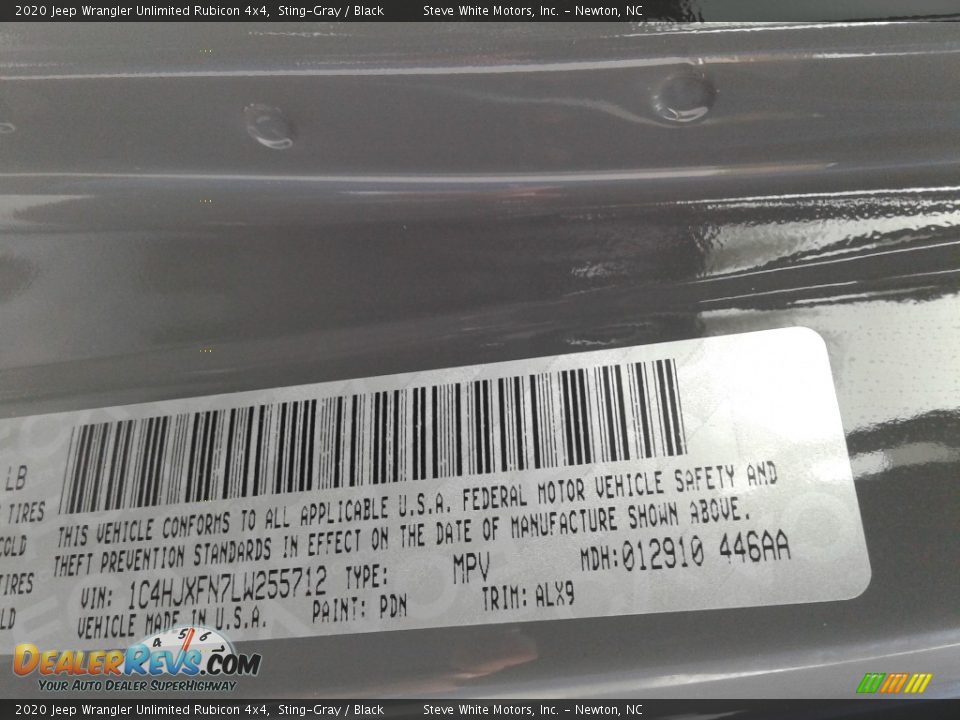 2020 Jeep Wrangler Unlimited Rubicon 4x4, Sting-Gray / Black Steve White Motors, Inc. - Newton, NC
LB
TIRES
COLD
TIRES
LD
THIS VEHICLE CONFORMS TO ALL APPLICABLE U.S.A. FEDERAL MOTOR VEHICLE SAFETY AND
THEFT PREVENTION STANDARDS IN EFFECT ON THE DATE OF MANUFACTURE SHOWN ABOVE.
VIN: 1C4HJXFN7LW255712 TYPE: MPV MDH:012910 446AA
VEHICLE MADE IN U.S.A. PAINT: PDN TRIM: ALX9
4 5 6
DEALERREVS.COM
YOUR AUTO DEALER SUPERHIGHWAY
2020 Jeep Wrangler Unlimited Rubicon 4x4, Sting-Gray / Black Steve White Motors, Inc. - Newton, NC